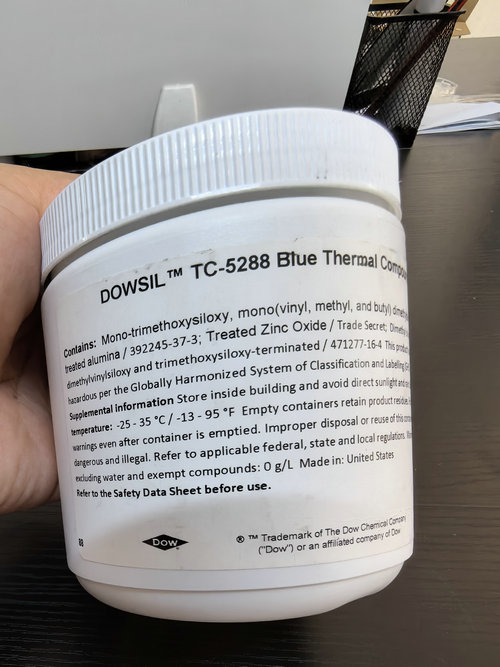 DOWSIL™ TC-5288 Blue Thermal
Contains: Mono-trimethoxysiloxy, mono(vinyl, methyl, and butyl)
treated alumina / 392245-37-3; Treated Zinc Oxide / Trade Secret;
dimethylvinylsiloxy and trimethoxysiloxy-terminated / 471277-16-4 This
hazardous per the Globally Harmonized System of Classification and Labelling
Supplemental Information Store inside building and avoid direct sunlight and
temperature: -25 - 35 °C / -13 - 95 °F Empty containers retain product residue.
warnings even after container is emptied. Improper disposal or reuse of this
dangerous and illegal. Refer to applicable federal, state and local regulations.
excluding water and exempt compounds: 0 g/L Made in: United States
Refer to the Safety Data Sheet before use.
88
Dow
® ™ Trademark of The Dow Chemical Company
("Dow") or an affiliated company of Dow